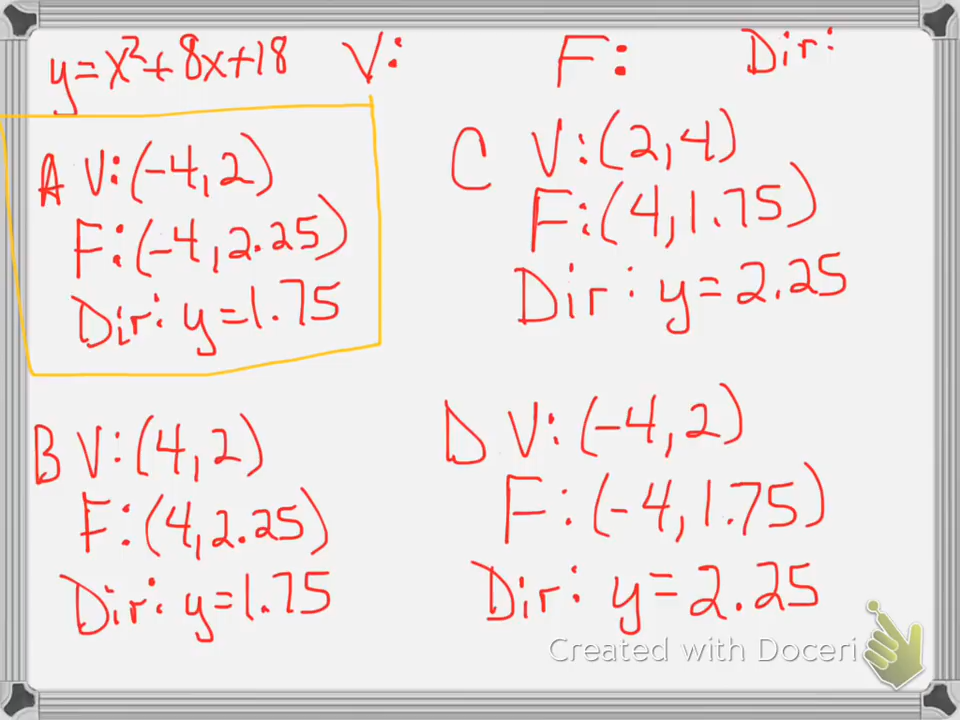 y=x²+8x+18 V: F: Dir:
A V:(-4,2)
F:(-4,2.25)
Dir: y=1.75
B V:(4,2)
F:(4,2.25)
Dir: y=1.75
C V:(2,4)
F:(4,1.75)
Dir: y=2.25
D V:(-4,2)
F:(-4,1.75)
Dir: y=2.25
Created with Doceri